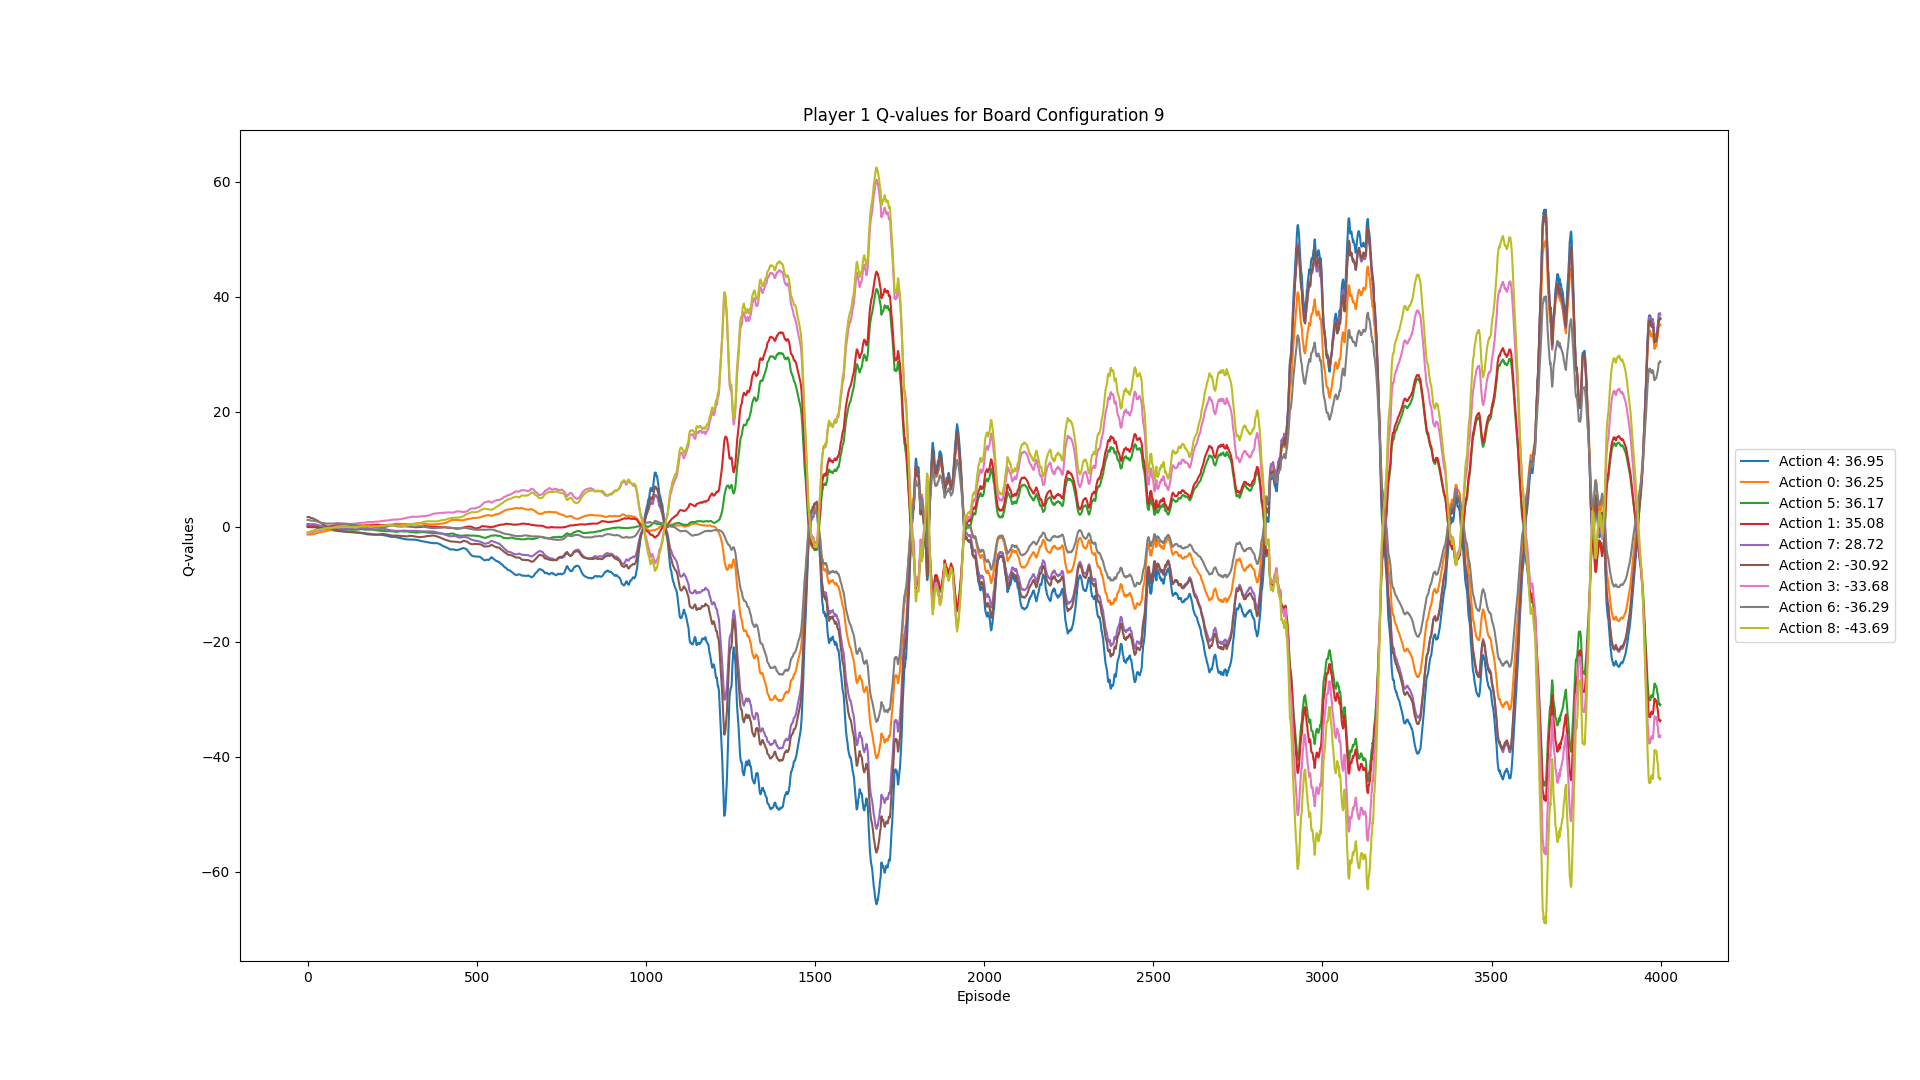 Player 1 Q-values for Board Configuration 9
60
40
20
0
−20
−40
−60
Q-values
0
500
1000
1500
2000
2500
3000
3500
4000
Episode
Action 4: 36.95
Action 0: 36.25
Action 5: 36.17
Action 1: 35.08
Action 7: 28.72
Action 2: -30.92
Action 3: -33.68
Action 6: -36.29
Action 8: -43.69